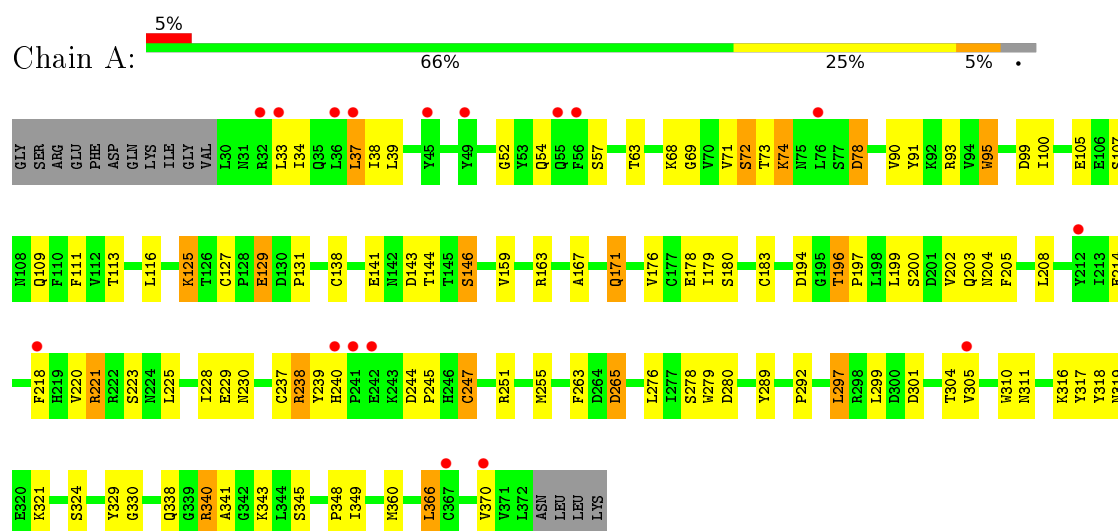 5%
Chain A:
66% 25% 5% •
GLY SER ARG GLU PHE ASP GLN LYS ILE GLY VAL L30 N31 R32 L33 I34 Q35 L36 L37 I38 L39 Y45 Y49 G52 Y53 Q54 Q55 F56 S57 T63 K68 G69 V70 V71 S72 T73 K74 N75 L76 S77 D78 V90 Y91 K92 R93 V94 W95 D99 I100 E105 E106 S107
N108 Q109 F110 F111 V112 T113 L116 K125 T126 C127 P128 E129 D130 P131 C138 E141 N142 D143 T144 T145 S146 V159 R163 A167 Q171 V176 C177 E178 I179 S180 C183 D194 G195 T196 P197 L198 L199 S200 D201 V202 Q203 N204 F205 L208 Y212 I213 E214
F218 H219 V220 R221 R222 S223 N224 L225 I228 E229 N230 C237 R238 Y239 H240 P241 E242 K243 D244 P245 H246 C247 R251 M255 F263 D264 D265 L276 I277 S278 W279 D280 Y289 P292 L297 R298 L299 D300 D301 T304 V305 W310 N311 K316 Y317 Y318 N319
E320 K321 S324 Y329 G330 Q338 G339 R340 A341 G342 K343 L344 S345 P348 I349 M360 L366 C367 V370 V371 L372 ASN LEU LEU LYS